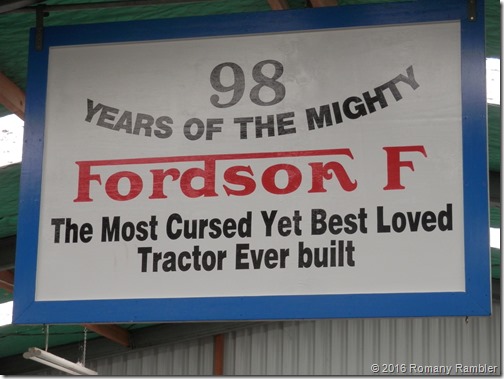 98
YEARS OF THE MIGHTY
Fordson F
The Most Cursed Yet Best Loved
Tractor Ever built
© 2016 Romany Rambler